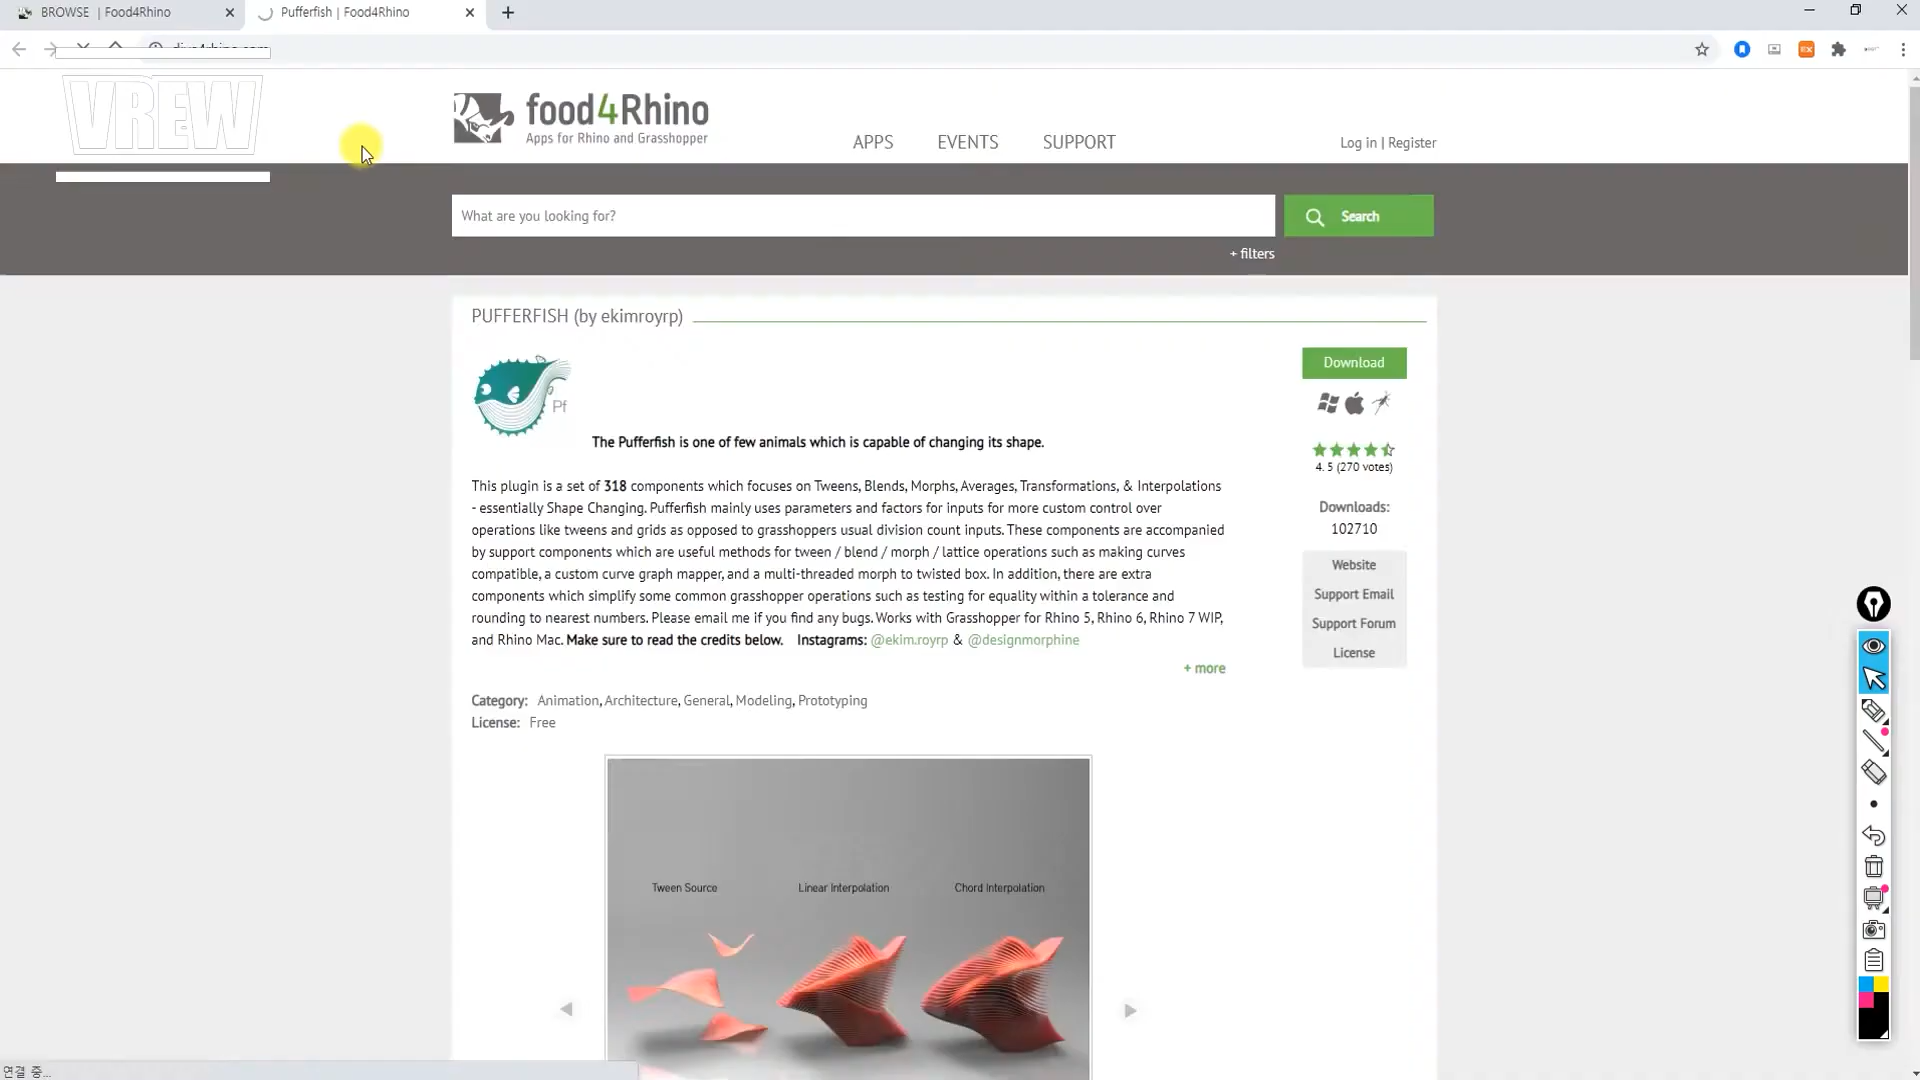 BROWSE | Food4Rhino
Pufferfish | Food4Rhino
VREW
food4Rhino
Apps for Rhino and Grasshopper
APPS EVENTS SUPPORT
Log in | Register
What are you looking for?
Search
+ filters
PUFFERFISH (by ekimroyrp)
Download
Pf
The Pufferfish is one of few animals which is capable of changing its shape.
4.5 (270 votes)
This plugin is a set of 318 components which focuses on Tweens, Blends, Morphs, Averages, Transformations, & Interpolations
- essentially Shape Changing. Pufferfish mainly uses parameters and factors for inputs for more custom control over
operations like tweens and grids as opposed to grasshoppers usual division count inputs. These components are accompanied
by support components which are useful methods for tween / blend / morph / lattice operations such as making curves
compatible, a custom curve graph mapper, and a multi-threaded morph to twisted box. In addition, there are extra
components which simplify some common grasshopper operations such as testing for equality within a tolerance and
rounding to nearest numbers. Please email me if you find any bugs. Works with Grasshopper for Rhino 5, Rhino 6, Rhino 7 WIP,
and Rhino Mac. Make sure to read the credits below. Instagrams: @ekim.royrp & @designmorphine
+ more
Downloads:
102710
Website
Support Email
Support Forum
License
Category: Animation, Architecture, General, Modeling, Prototyping
License: Free
Tween Source
Linear Interpolation
Chord Interpolation
연결 중...